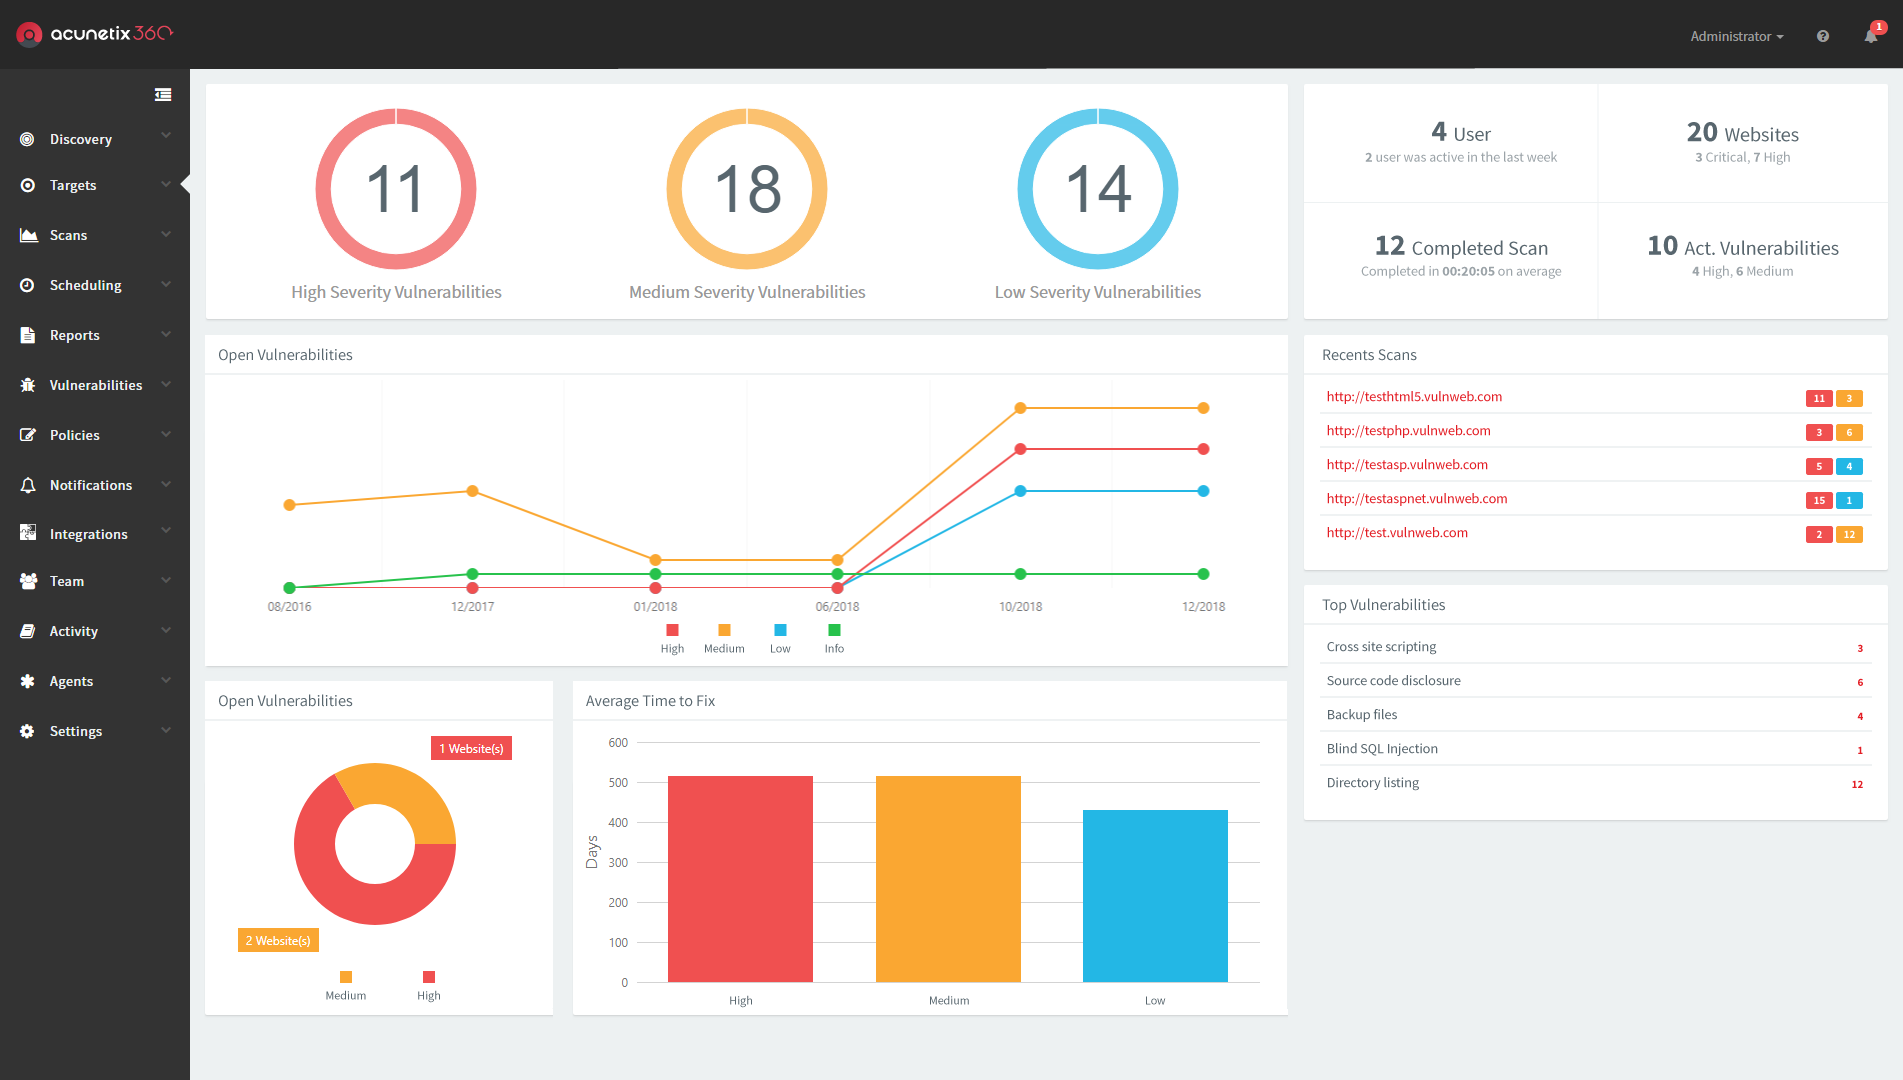 acunetix360
Administrator
1
Discovery
Targets
Scans
Scheduling
Reports
Vulnerabilities
Policies
Notifications
Integrations
Team
Activity
Agents
Settings
11
High Severity Vulnerabilities
18
Medium Severity Vulnerabilities
14
Low Severity Vulnerabilities
4 User
2 user was active in the last week
20 Websites
3 Critical, 7 High
12 Completed Scan
Completed in 00:20:05 on average
10 Act. Vulnerabilities
4 High, 6 Medium
Open Vulnerabilities
08/2016 12/2017 01/2018 06/2018 10/2018 12/2018
High Medium Low Info
Recents Scans
http://testhtml5.vulnweb.com 11 3
http://testphp.vulnweb.com 3 6
http://testasp.vulnweb.com 5 4
http://testaspnet.vulnweb.com 15 1
http://test.vulnweb.com 2 12
Top Vulnerabilities
Cross site scripting 3
Source code disclosure 6
Backup files 4
Blind SQL Injection 1
Directory listing 12
Open Vulnerabilities
1 Website(s)
2 Website(s)
Medium High
Average Time to Fix
Days
600
500
400
300
200
100
0
High Medium Low